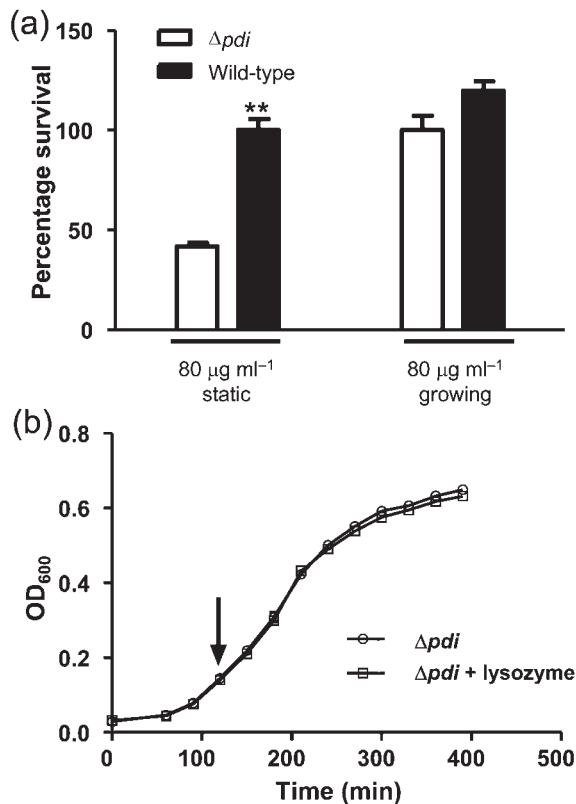 (a)
150
100
50
0
Percentage survival
Δpdi
Wild-type
**
80 μg ml⁻¹
static
80 μg ml⁻¹
growing
(b)
0.8
0.6
0.4
0.2
0.0
OD₆₀₀
Δpdi
Δpdi + lysozyme
0 100 200 300 400 500
Time (min)